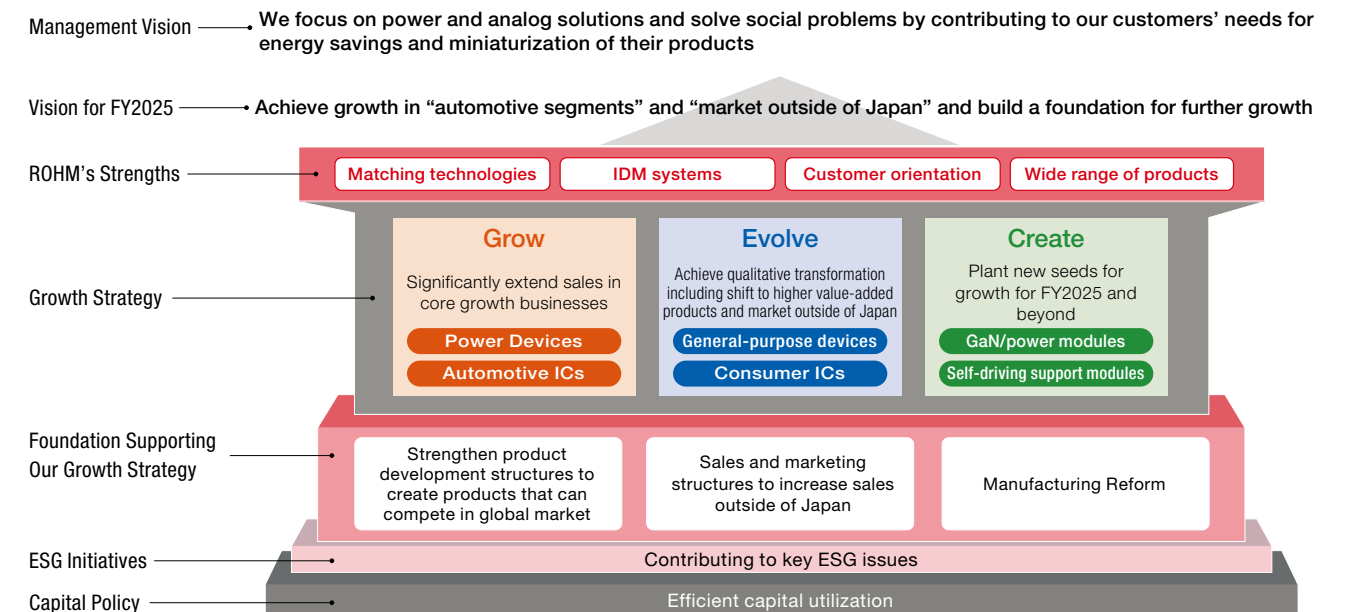 Management Vision
We focus on power and analog solutions and solve social problems by contributing to our customers’ needs for
energy savings and miniaturization of their products
Vision for FY2025
Achieve growth in “automotive segments” and “market outside of Japan” and build a foundation for further growth
ROHM’s Strengths
Matching technologies
IDM systems
Customer orientation
Wide range of products
Growth Strategy
Grow
Significantly extend sales in
core growth businesses
Power Devices
Automotive ICs
Evolve
Achieve qualitative transformation
including shift to higher value-added
products and market outside of Japan
General-purpose devices
Consumer ICs
Create
Plant new seeds for
growth for FY2025 and
beyond
GaN/power modules
Self-driving support modules
Foundation Supporting
Our Growth Strategy
Strengthen product
development structures to
create products that can
compete in global market
Sales and marketing
structures to increase sales
outside of Japan
Manufacturing Reform
ESG Initiatives
Contributing to key ESG issues
Capital Policy
Efficient capital utilization